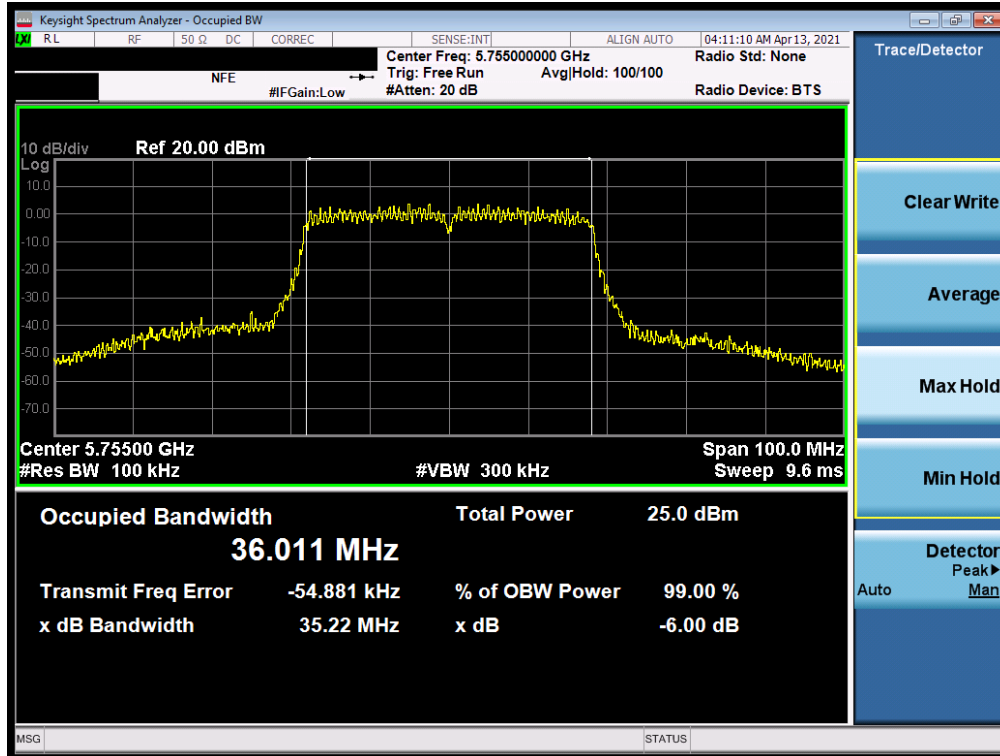 Keysight Spectrum Analyzer - Occupied BW
LXI RL RF 50 Ω DC CORREC SENSE:INT ALIGN AUTO 04:11:10 AM Apr 13, 2021
Center Freq: 5.755000000 GHz Radio Std: None
NFE Trig: Free Run Avg|Hold: 100/100
#IFGain:Low #Atten: 20 dB Radio Device: BTS
Trace/Detector
10 dB/div Ref 20.00 dBm
Log
10.0
0.00
-10.0
-20.0
-30.0
-40.0
-50.0
-60.0
-70.0
Center 5.75500 GHz Span 100.0 MHz
#Res BW 100 kHz #VBW 300 kHz Sweep 9.6 ms
Occupied Bandwidth Total Power 25.0 dBm
36.011 MHz
Transmit Freq Error -54.881 kHz % of OBW Power 99.00 %
x dB Bandwidth 35.22 MHz x dB -6.00 dB
Clear Write
Average
Max Hold
Min Hold
Detector
Peak▶
Auto Man
MSG STATUS